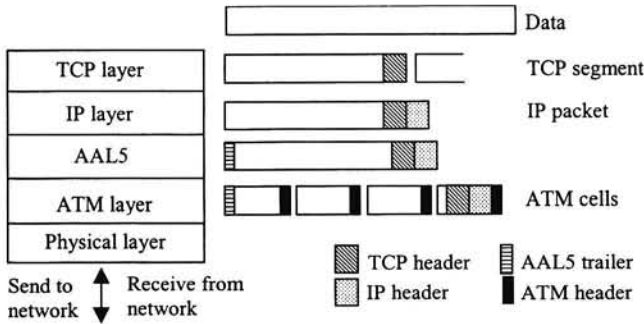 Data
TCP layer
TCP segment
IP layer
IP packet
AAL5
ATM layer
ATM cells
Physical layer
TCP header
AAL5 trailer
Send to
network
Receive from
network
IP header
ATM header